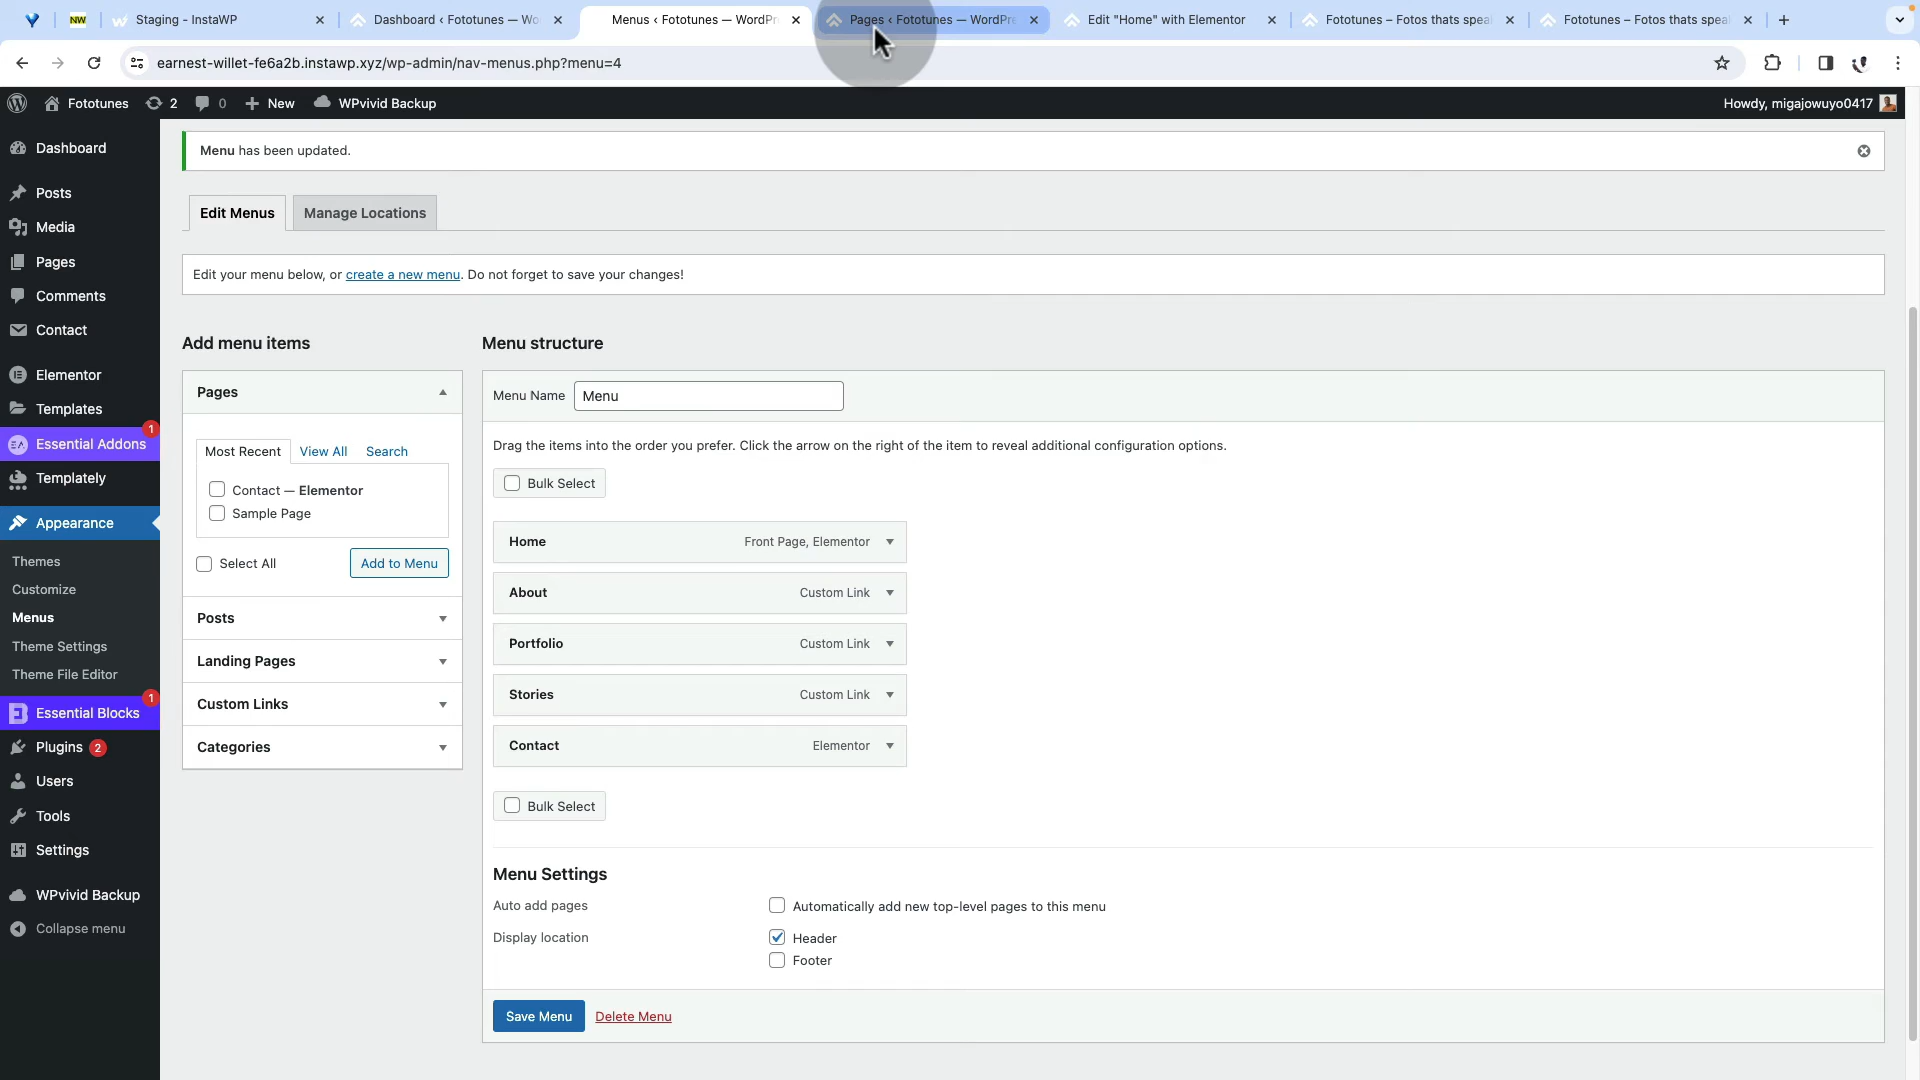 NW
Staging - InstaWP
Dashboard ‹ Fototunes — Wo
Menus ‹ Fototunes — WordPr
Pages ‹ Fototunes — WordPre
Edit "Home" with Elementor
Fototunes – Fotos thats speal
Fototunes – Fotos thats speal
earnest-willet-fe6a2b.instawp.xyz/wp-admin/nav-menus.php?menu=4
Fototunes
2
0
New
WPvivid Backup
Howdy, migajowuyo0417
Dashboard
Posts
Media
Pages
Comments
Contact
Elementor
Templates
Essential Addons
1
Templately
Appearance
Themes
Customize
Menus
Theme Settings
Theme File Editor
Essential Blocks
1
Plugins 2
Users
Tools
Settings
WPvivid Backup
Collapse menu
Menu has been updated.
Edit Menus
Manage Locations
Edit your menu below, or create a new menu. Do not forget to save your changes!
Add menu items
Pages
Most Recent
View All
Search
Contact — Elementor
Sample Page
Select All
Add to Menu
Posts
Landing Pages
Custom Links
Categories
Menu structure
Menu Name
Menu
Drag the items into the order you prefer. Click the arrow on the right of the item to reveal additional configuration options.
Bulk Select
Home Front Page, Elementor
About Custom Link
Portfolio Custom Link
Stories Custom Link
Contact Elementor
Bulk Select
Menu Settings
Auto add pages
Automatically add new top-level pages to this menu
Display location
Header
Footer
Save Menu
Delete Menu